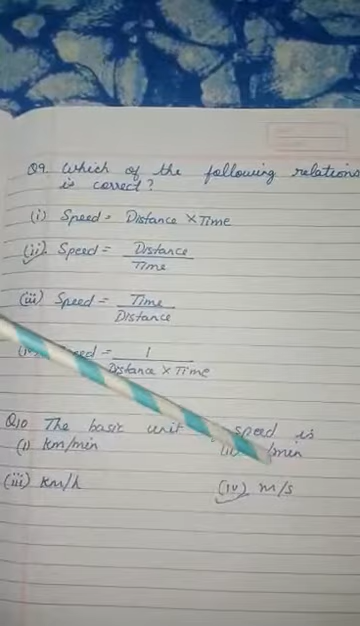 Q9. Which of the following relations
is correct?
(i) Speed = Distance × Time
(ii) Speed = Distance
Time
(iii) Speed = Time
Distance
= 1
Distance × Time
Q10 The basic unit speed is
(i) km/min
/min
(iii) km/h
(iv) m/s